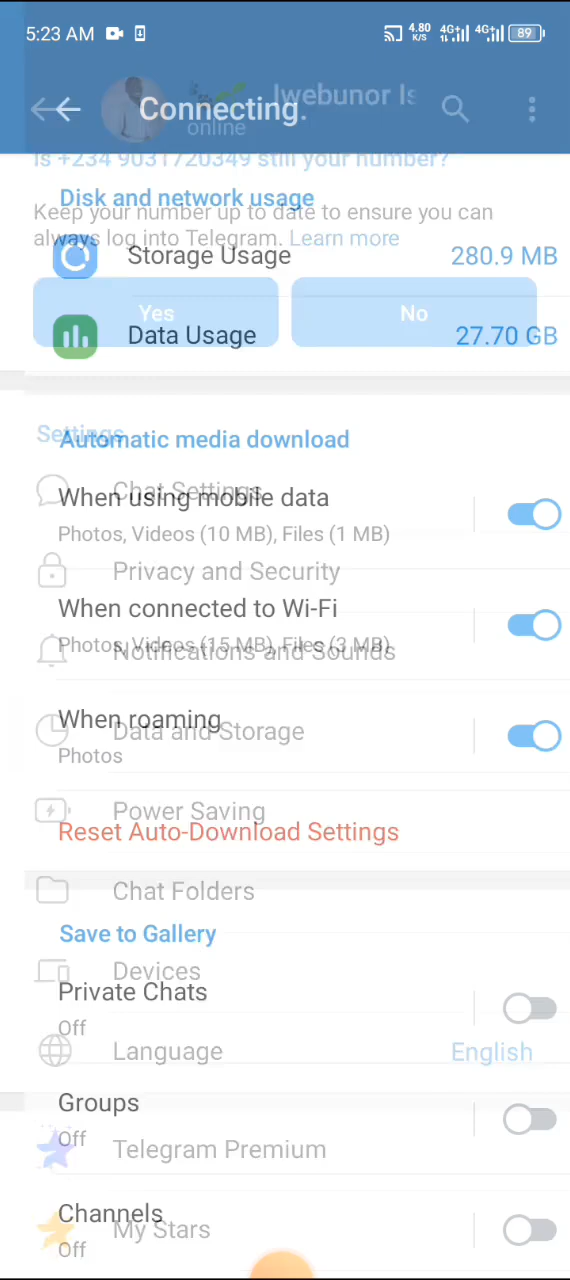 5:23 AM
4.80 K/S 4G+ 4G+ 89
Connecting.
lwebunor Is
online
Is +234 9031720349 still your number?
Disk and network usage
Keep your number up to date to ensure you can
always log into Telegram. Learn more
Storage Usage 280.9 MB
Yes No
Data Usage 27.70 GB
Settings
Automatic media download
Chat Settings
When using mobile data
Photos, Videos (10 MB), Files (1 MB)
Privacy and Security
When connected to Wi-Fi
Photos, Videos (15 MB), Files (3 MB)
Notifications and Sounds
When roaming
Data and Storage
Photos
Power Saving
Reset Auto-Download Settings
Chat Folders
Save to Gallery
Devices
Private Chats
Off
Language English
Groups
Off
Telegram Premium
Channels
My Stars
Off